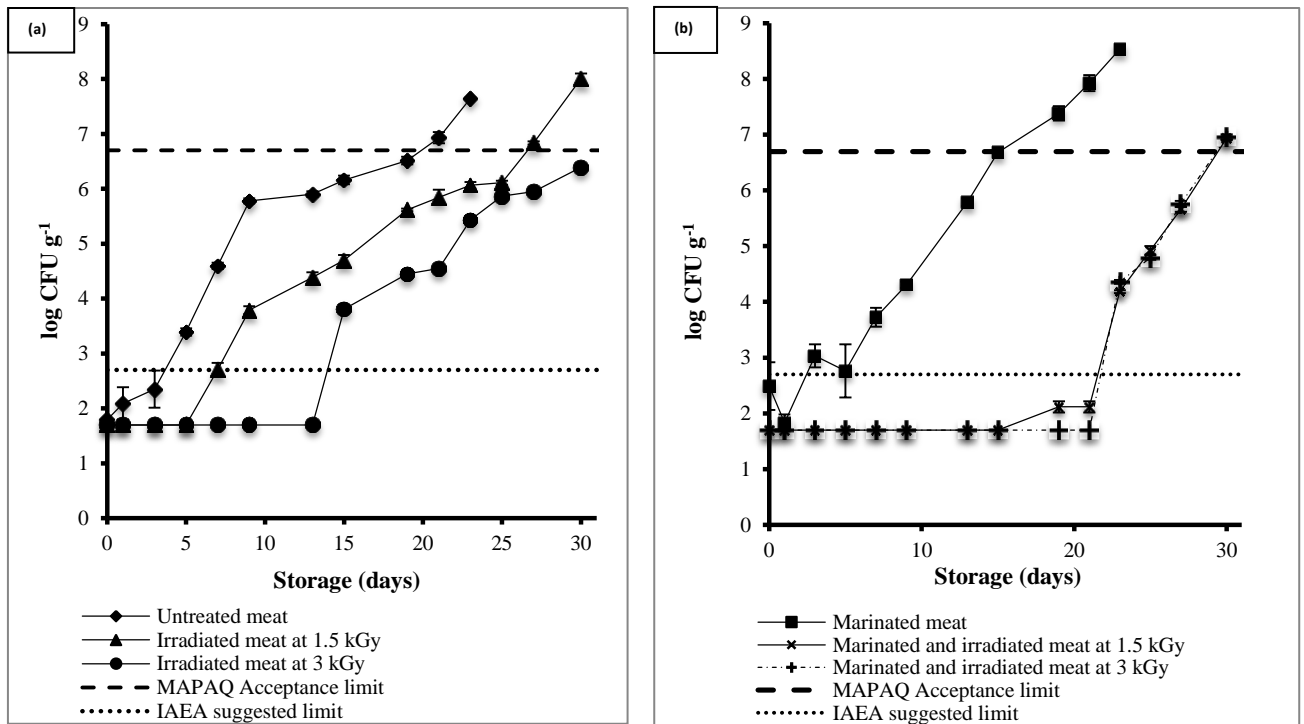 (a)
9
8
7
6
5
4
3
2
1
0
log CFU g-1
0 5 10 15 20 25 30
Storage (days)
Untreated meat
Irradiated meat at 1.5 kGy
Irradiated meat at 3 kGy
MAPAQ Acceptance limit
IAEA suggested limit
(b)
9
8
7
6
5
4
3
2
1
0
log CFU g-1
0 10 20 30
Storage (days)
Marinated meat
Marinated and irradiated meat at 1.5 kGy
Marinated and irradiated meat at 3 kGy
MAPAQ Acceptance limit
IAEA suggested limit